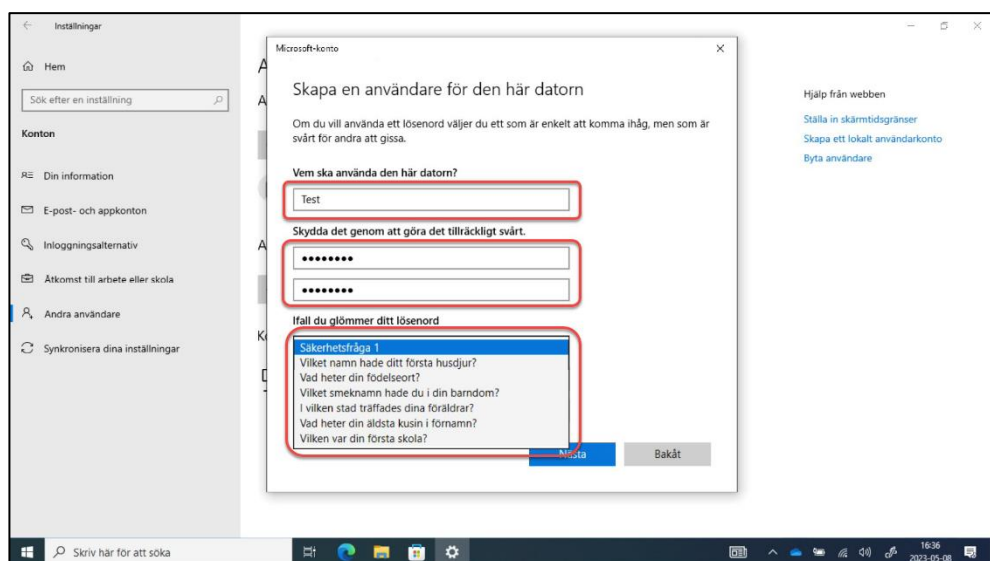 Inställningar
Hem
Sök efter en inställning
Konton
Din information
E-post- och appkonton
Inloggningsalternativ
Åtkomst till arbete eller skola
Andra användare
Synkronisera dina inställningar
A
A
A
K
Microsoft-konto
Skapa en användare för den här datorn
Om du vill använda ett lösenord väljer du ett som är enkelt att komma ihåg, men som är
svårt för andra att gissa.
Vem ska använda den här datorn?
Test
Skydda det genom att göra det tillräckligt svårt.
●●●●●●●●
●●●●●●●●
Ifall du glömmer ditt lösenord
Säkerhetsfråga 1
Vilket namn hade ditt första husdjur?
Vad heter din födelseort?
Vilket smeknamn hade du i din barndom?
I vilken stad träffades dina föräldrar?
Vad heter din äldsta kusin i förnamn?
Vilken var din första skola?
Nästa
Bakåt
Hjälp från webben
Ställa in skärmtidsgränser
Skapa ett lokalt användarkonto
Byta användare
Skriv här för att söka
16:36
2023-05-08